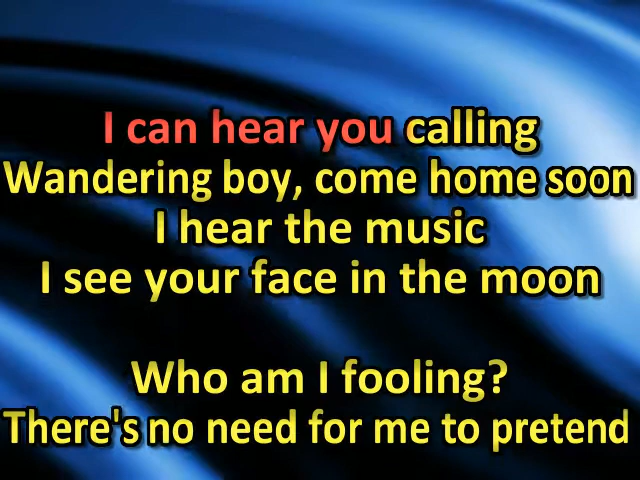 I can hear you calling
Wandering boy, come home soon
I hear the music
I see your face in the moon
Who am I fooling?
There's no need for me to pretend